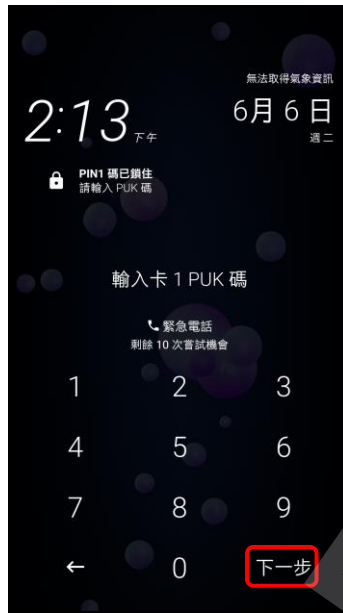 無法取得氣象資訊
2:13 下午
6月 6 日
週二
PIN1 碼已鎖住
請輸入 PUK 碼
輸入卡 1 PUK 碼
緊急電話
剩餘 10 次嘗試機會
1 2 3
4 5 6
7 8 9
← 0 下一步